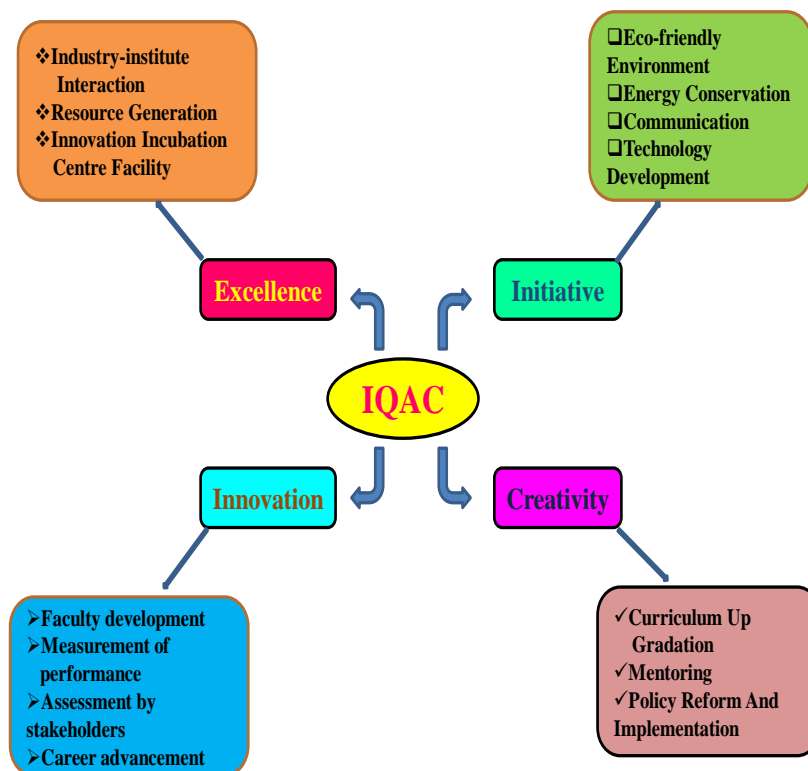 ❖Industry-institute
Interaction
❖Resource Generation
❖Innovation Incubation
Centre Facility
❑Eco-friendly
Environment
❑Energy Conservation
❑Communication
❑Technology
Development
Excellence
Initiative
IQAC
Innovation
Creativity
➢Faculty development
➢Measurement of
performance
➢Assessment by
stakeholders
➢Career advancement
✓Curriculum Up
Gradation
✓Mentoring
✓Policy Reform And
Implementation